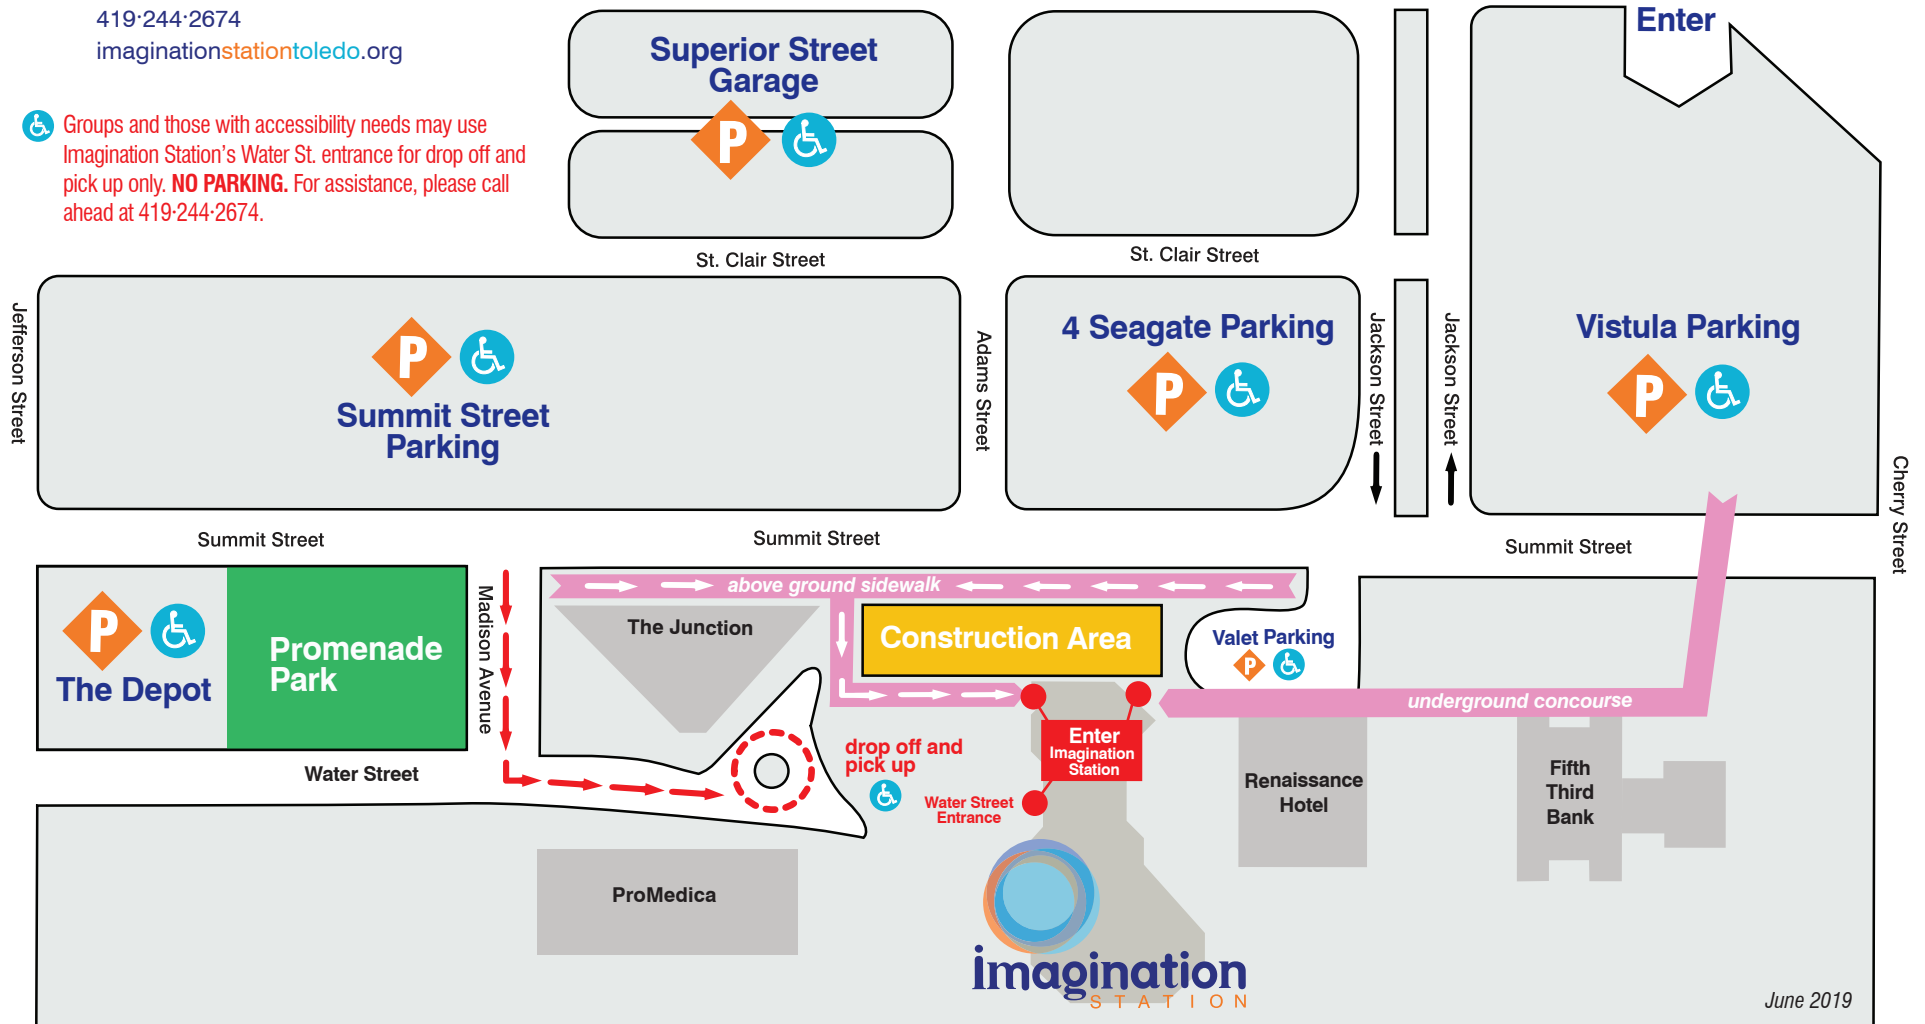 419·244·2674
imaginationstationtoledo.org
Groups and those with accessibility needs may use
Imagination Station’s Water St. entrance for drop off and
pick up only. NO PARKING. For assistance, please call
ahead at 419·244·2674.
Superior Street
Garage
P
Enter
St. Clair Street
St. Clair Street
Jefferson Street
P
Summit Street
Parking
Adams Street
4 Seagate Parking
P
Jackson Street
Jackson Street
Vistula Parking
P
Cherry Street
Summit Street
Summit Street
Summit Street
P
The Depot
Promenade
Park
Madison Avenue
above ground sidewalk
The Junction
Construction Area
Valet Parking
P
underground concourse
Water Street
drop off and
pick up
Enter
Imagination
Station
Water Street
Entrance
Renaissance
Hotel
Fifth
Third
Bank
ProMedica
imagination
STATION
June 2019